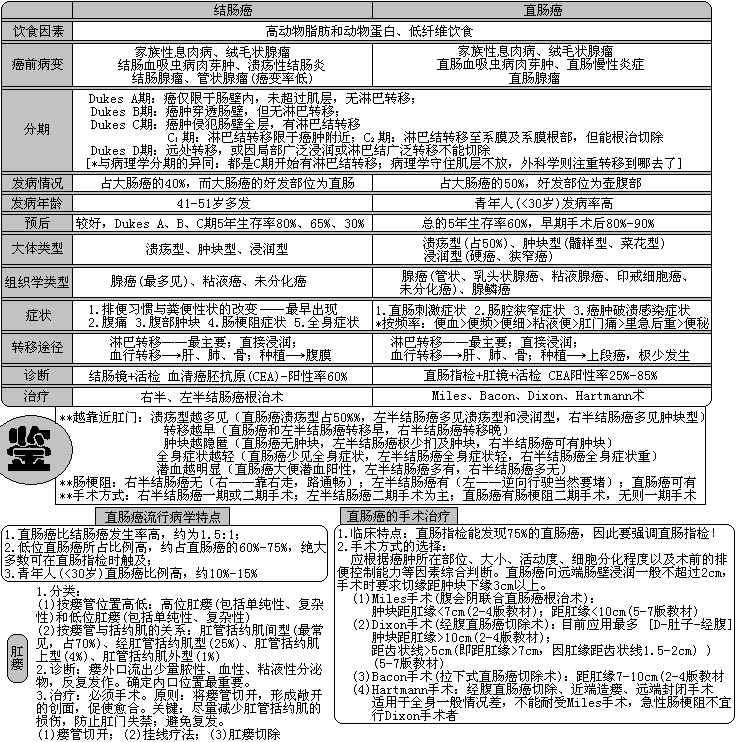 结肠癌 直肠癌
饮食因素 高动物脂肪和动物蛋白、低纤维饮食
癌前病变
家族性息肉病、绒毛状腺瘤
结肠血吸虫病肉芽肿、溃疡性结肠炎
结肠腺瘤、管状腺瘤(癌变率低)
家族性息肉病、绒毛状腺瘤
直肠血吸虫病肉芽肿、直肠慢性炎症
直肠腺瘤
分期
Dukes A期：癌仅限于肠壁内，未超过肌层，无淋巴转移；
Dukes B期：癌肿穿透肠壁，但无淋巴转移；
Dukes C期：癌肿侵犯肠壁全层，有淋巴结转移
C₁期：淋巴结转移限于癌肿附近；C₂期：淋巴结转移至系膜及系膜根部，但能根治切除
Dukes D期：远处转移，或因局部广泛浸润或淋巴结广泛转移不能切除
[*与病理学分期的异同：都是C期开始有淋巴结转移；病理学守住肌层不放，外科学则注重转移到哪去了]
发病情况 占大肠癌的40%，而大肠癌的好发部位为直肠 占大肠癌的50%，好发部位为壶腹部
发病年龄 41-51岁多发 青年人(<30岁)发病率高
预后 较好，Dukes A、B、C期5年生存率80%、65%、30% 总的5年生存率60%，早期手术后80%-90%
大体类型 溃疡型、肿块型、浸润型
溃疡型(占50%)、肿块型(髓样型、菜花型)
浸润型(硬癌、狭窄癌)
组织学类型 腺癌(最多见)、粘液癌、未分化癌
腺癌(管状、乳头状腺癌、粘液腺癌、印戒细胞癌、
未分化癌)、腺鳞癌
症状
1.排便习惯与粪便性状的改变——最早出现
2.腹痛 3.腹部肿块 4.肠梗阻症状 5.全身症状
1.直肠刺激症状 2.肠腔狭窄症状 3.癌肿破溃感染症状
*按频率：便血>便频>便细>粘液便>肛门痛>里急后重>便秘
转移途径
淋巴转移——最主要；直接浸润；
血行转移→肝、肺、骨；种植→腹膜
淋巴转移——最主要；直接浸润；
血行转移→肝、肺、骨；种植→上段癌，极少发生
诊断 结肠镜+活检 血清癌胚抗原(CEA)-阳性率60% 直肠指检+肛镜+活检 CEA阳性率25%-85%
治疗 右半、左半结肠癌根治术 Miles、Bacon、Dixon、Hartmann术
鉴
**越靠近肛门：溃疡型越多见（直肠癌溃疡型占50%%，左半结肠癌多见溃疡型和浸润型，右半结肠癌多见肿块型）
转移越早（直肠癌和左半结肠癌转移早，右半结肠癌转移晚）
肿块越隐匿（直肠癌无肿块，左半结肠癌极少扪及肿块，右半结肠癌可有肿块）
全身症状越轻（直肠癌少见全身症状，左半结肠癌全身症状轻，右半结肠癌全身症状重）
潜血越明显（直肠癌大便潜血阳性，左半结肠癌多有，右半结肠癌多无）
**肠梗阻：右半结肠癌无（右——靠右走，路通畅）；左半结肠癌有（左——逆向行驶当然要堵）；直肠癌可有
**手术方式：右半结肠癌一期或二期手术；左半结肠癌二期手术为主；直肠癌有肠梗阻二期手术，无则一期手术
直肠癌流行病学特点
1.直肠癌比结肠癌发生率高，约为1.5:1；
2.低位直肠癌所占比例高，约占直肠癌的60%-75%，绝大
多数可在直肠指检时触及；
3.青年人(<30岁)直肠癌比例高，约10%-15%
肛瘘
1.分类：
(1)按瘘管位置高低：高位肛瘘(包括单纯性、复杂
性)和低位肛瘘(包括单纯性、复杂性)
(2)按瘘管与括约肌的关系：肛管括约肌间型(最常
见，占70%)、经肛管括约肌型(25%)、肛管括约肌
上型(4%)、肛管括约肌外型(1%)
2.诊断：瘘外口流出少量脓性、血性、粘液性分泌
物，反复发作。确定内口位置最重要。
3.治疗：必须手术。原则：将瘘管切开，形成敞开
的创面，促使愈合。关键：尽量减少肛管括约肌的
损伤，防止肛门失禁；避免复发。
(1)瘘管切开；(2)挂线疗法；(3)肛瘘切除
直肠癌的手术治疗
1.临床特点：直肠指检能发现75%的直肠癌，因此要强调直肠指检！
2.手术方式的选择：
应根据癌肿所在部位、大小、活动度、细胞分化程度以及术前的排
便控制能力等因素综合判断。直肠癌向远端肠壁浸润一般不超过2cm，
手术时要求切缘距肿块下缘3cm以上。
(1)Miles手术(腹会阴联合直肠癌根治术)：
肿块距肛缘<7cm(2-4版教材)；距肛缘<10cm(5-7版教材)
(2)Dixon手术(经腹直肠癌切除术)：目前应用最多 [D-肚子-经腹]
肿块距肛缘>10cm(2-4版教材)；
距齿状线>5cm(即距肛缘>7cm，因肛缘距齿状线1.5-2cm) )
(5-7版教材)
(3)Bacon手术(拉下式直肠癌切除术)：距肛缘7-10cm(2-4版教材
(4)Hartmann手术：经腹直肠癌切除、近端造瘘、远端封闭手术
适用于全身一般情况差，不能耐受Miles手术，急性肠梗阻不宜
行Dixon手术者